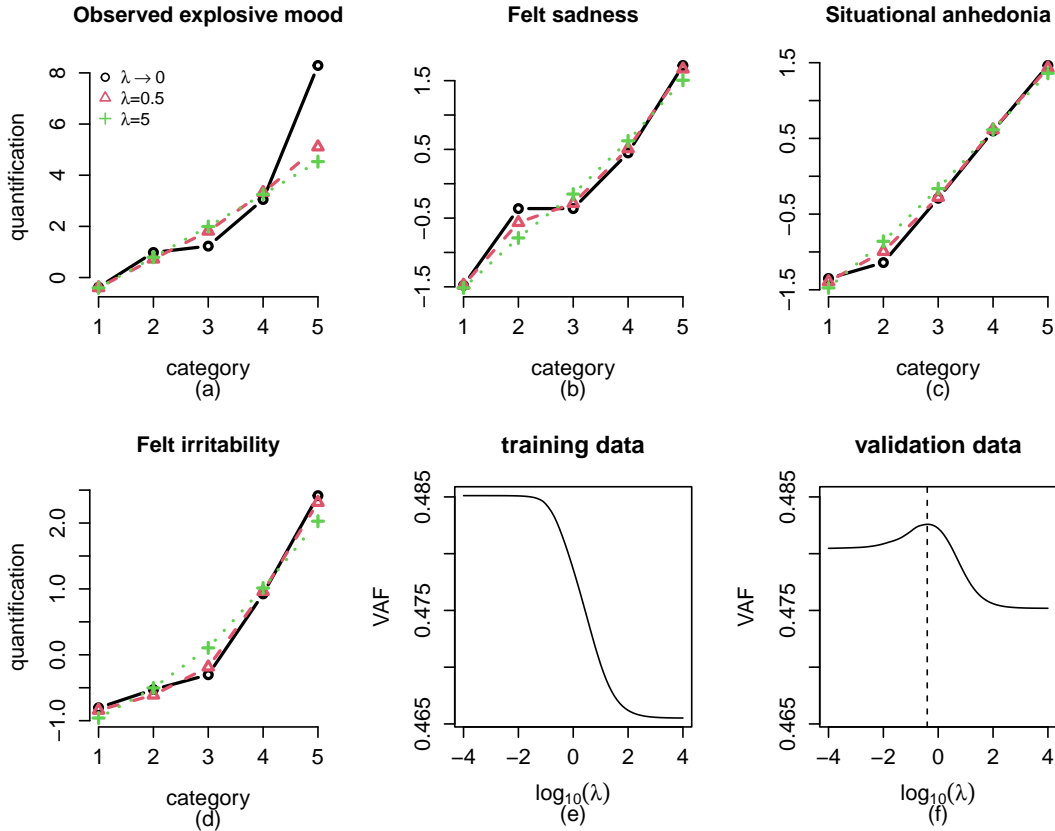 Observed explosive mood
quantification
0 2 4 6 8
λ → 0
λ=0.5
λ=5
1 2 3 4 5
category
(a)
Felt sadness
−1.5 −0.5 0.5 1.5
1 2 3 4 5
category
(b)
Situational anhedonia
−1.5 −0.5 0.5 1.5
1 2 3 4 5
category
(c)
Felt irritability
quantification
−1.0 0.0 1.0 2.0
1 2 3 4 5
category
(d)
training data
VAF
0.465 0.475 0.485
−4 −2 0 2 4
log10(λ)
(e)
validation data
VAF
0.465 0.475 0.485
−4 −2 0 2 4
log10(λ)
(f)